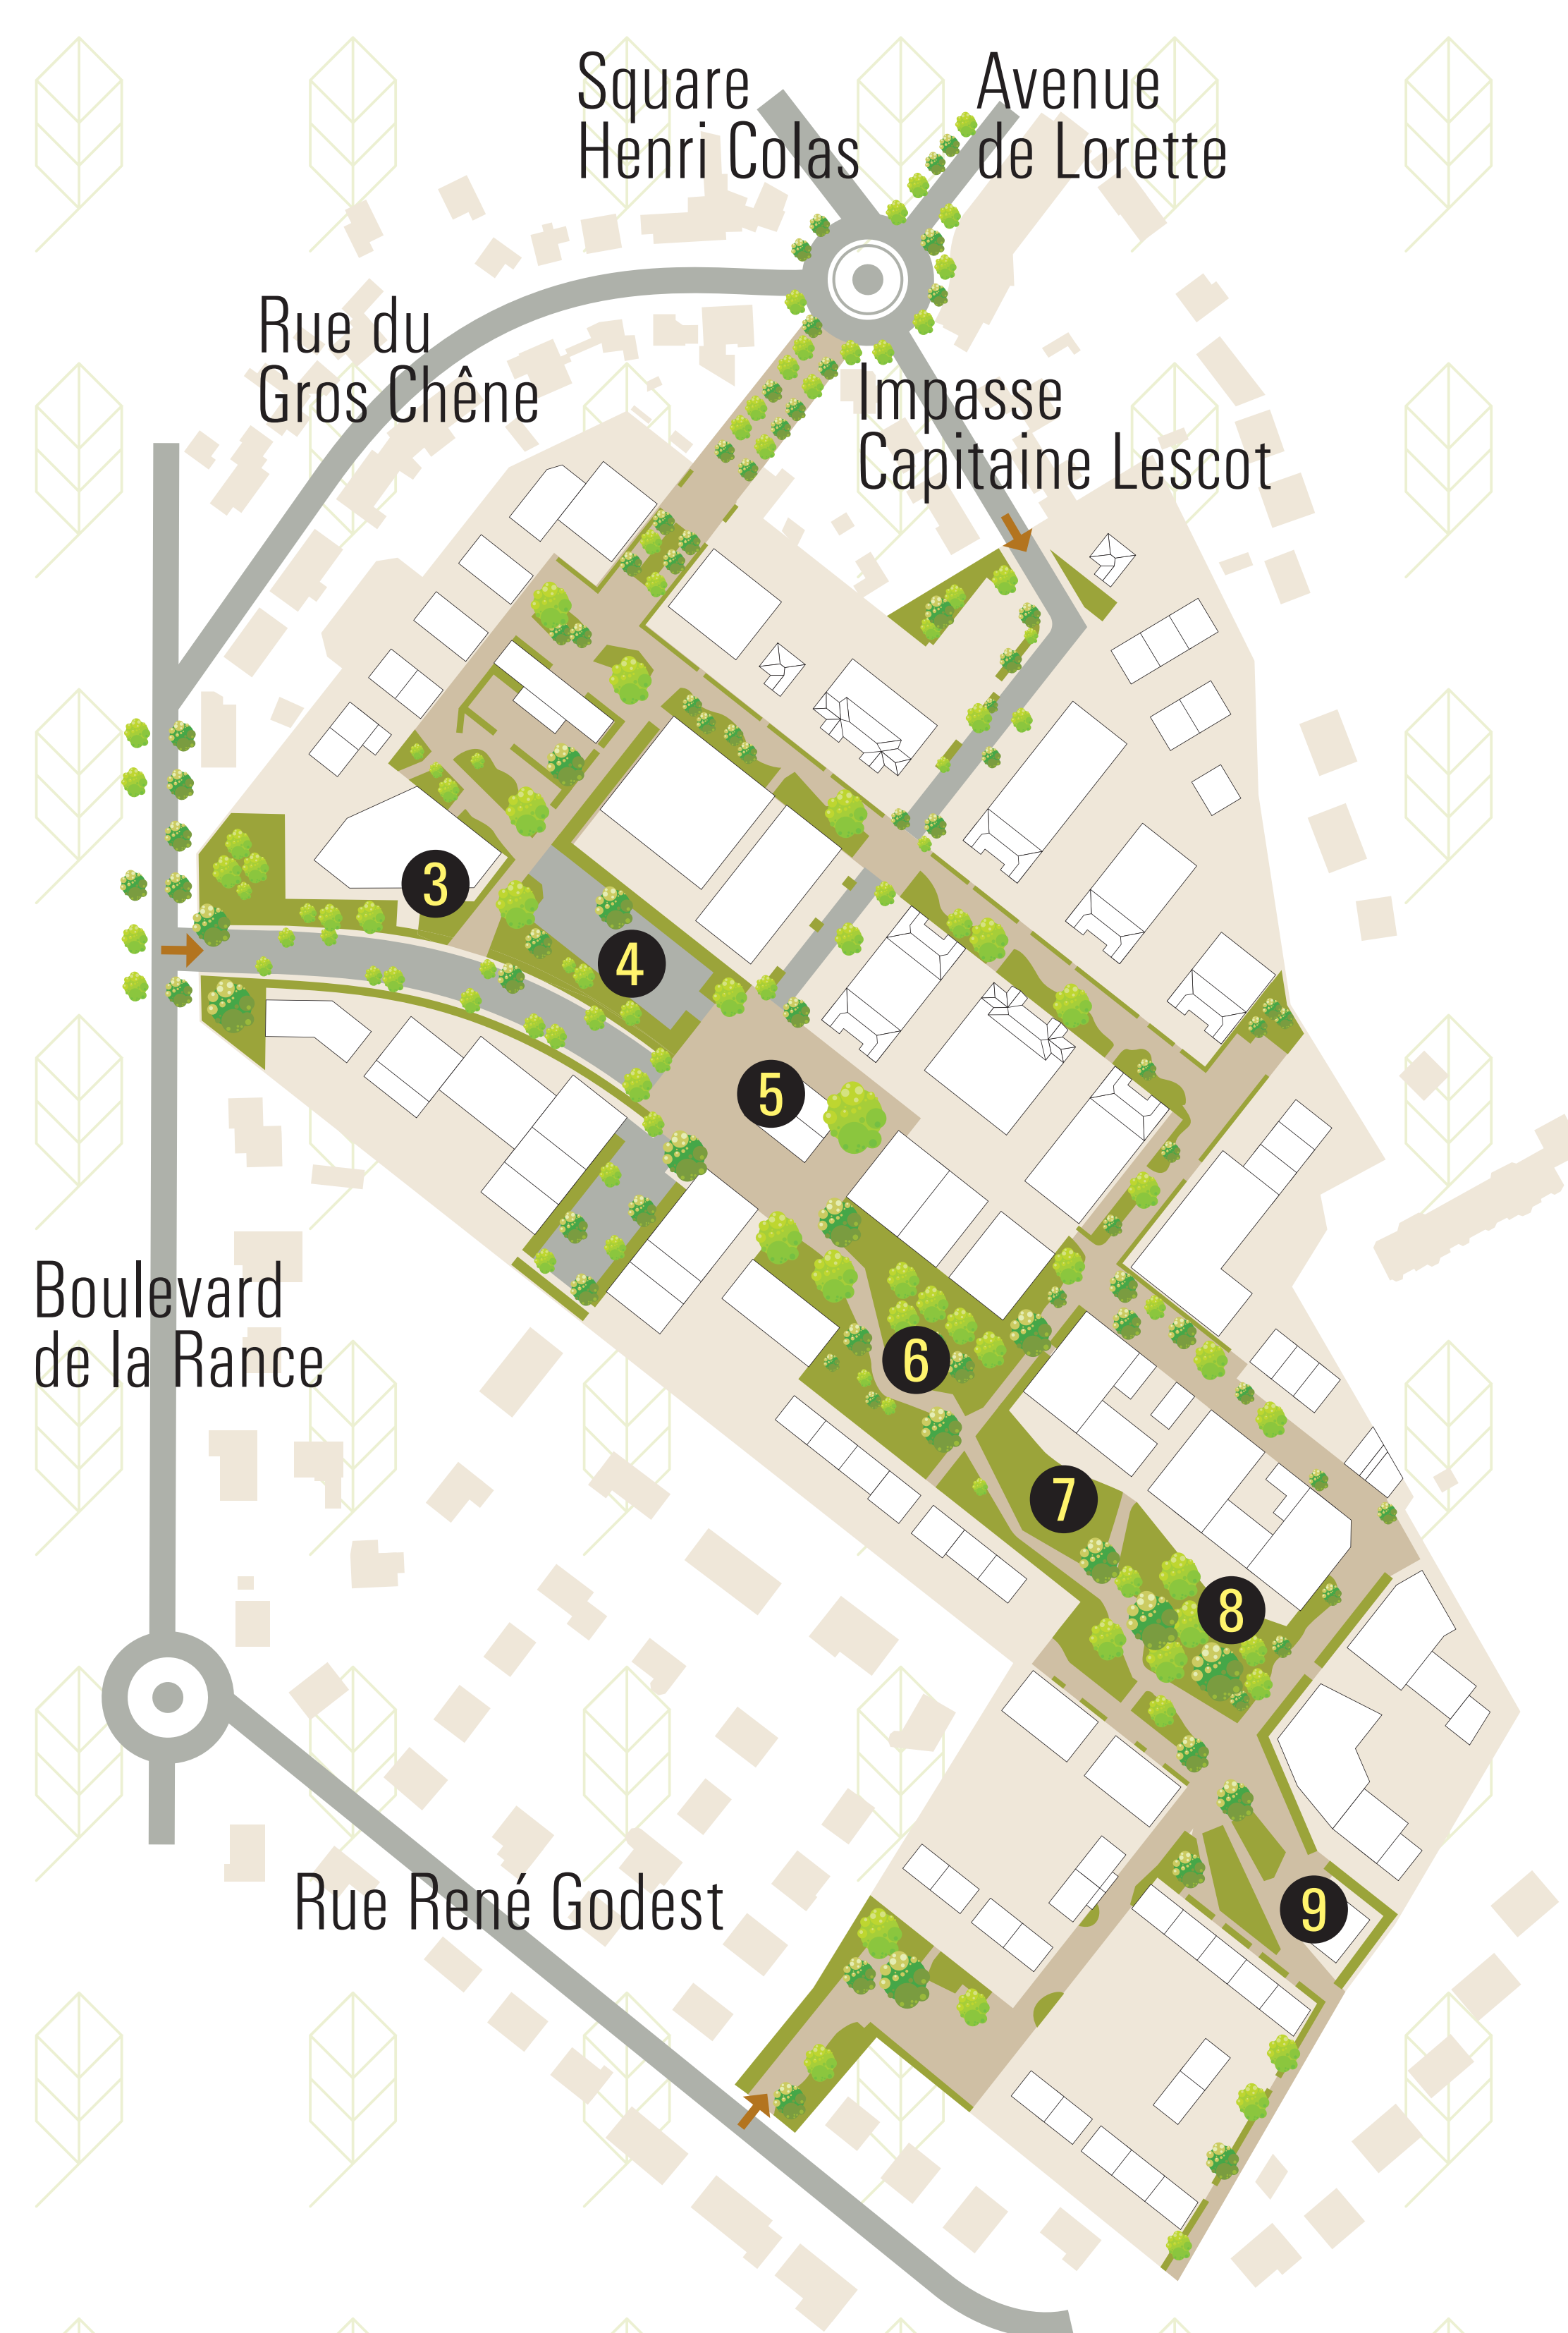 Square
Henri Colas
Avenue
de Lorette
Rue du
Gros Chêne
Impasse
Capitaine Lescot
3
4
5
Boulevard
de la Rance
6
7
8
Rue René Godest
9